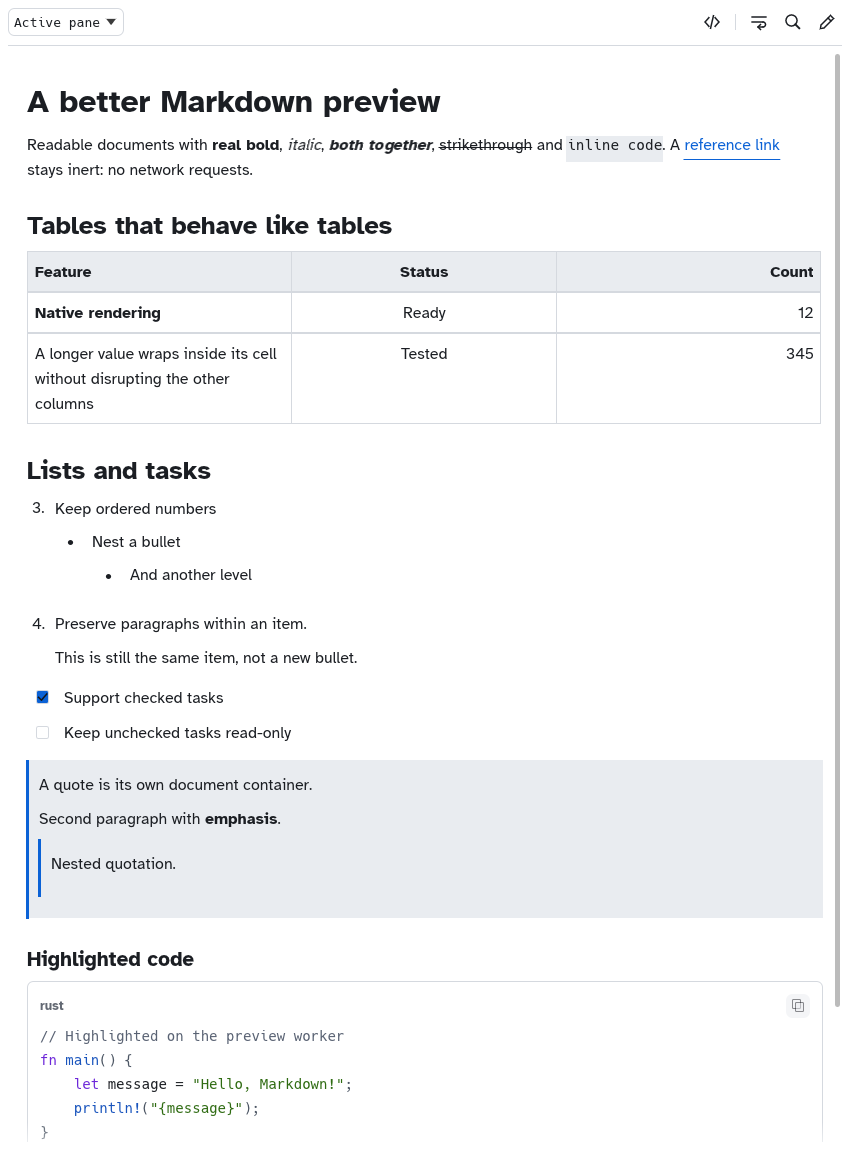 Active pane
A better Markdown preview
Readable documents with real bold, italic, both together, strikethrough and inline code. A reference link
stays inert: no network requests.
Tables that behave like tables
Feature Status Count
Native rendering Ready 12
A longer value wraps inside its cell Tested 345
without disrupting the other
columns
Lists and tasks
3. Keep ordered numbers
• Nest a bullet
• And another level
4. Preserve paragraphs within an item.
This is still the same item, not a new bullet.
Support checked tasks
Keep unchecked tasks read-only
A quote is its own document container.
Second paragraph with emphasis.
Nested quotation.
Highlighted code
rust
// Highlighted on the preview worker
fn main() {
    let message = "Hello, Markdown!";
    println!("{message}");
}